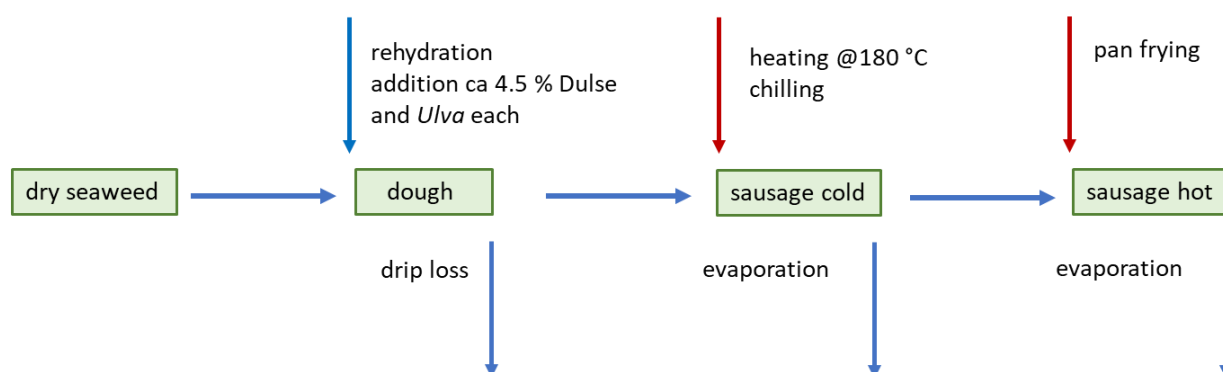 rehydration
addition ca 4.5 % Dulse
and Ulva each
heating @180 °C
chilling
pan frying
dry seaweed
dough
sausage cold
sausage hot
drip loss
evaporation
evaporation